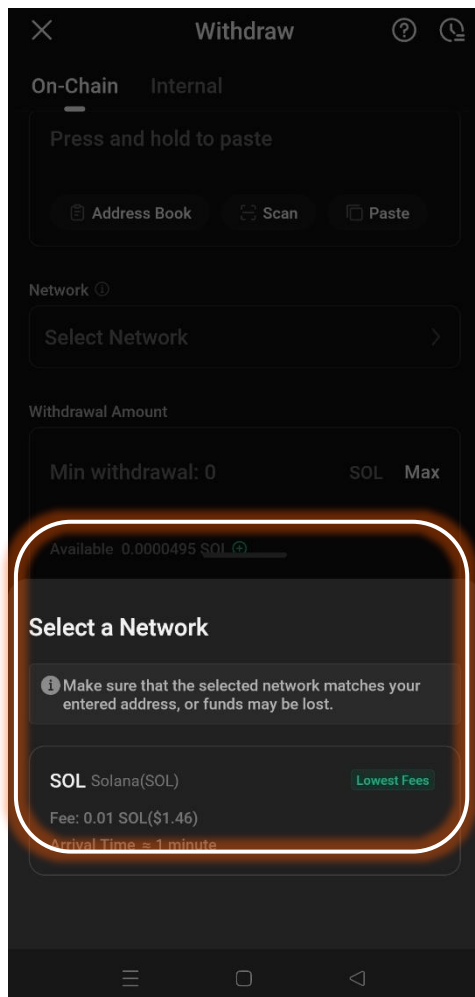 Withdraw
On-Chain Internal
Press and hold to paste
Address Book Scan Paste
Network
Select Network
Withdrawal Amount
Min withdrawal: 0 SOL Max
Available 0.0000495 SOL
Select a Network
Make sure that the selected network matches your
entered address, or funds may be lost.
SOL Solana(SOL) Lowest Fees
Fee: 0.01 SOL($1.46)
Arrival Time ≈ 1 minute